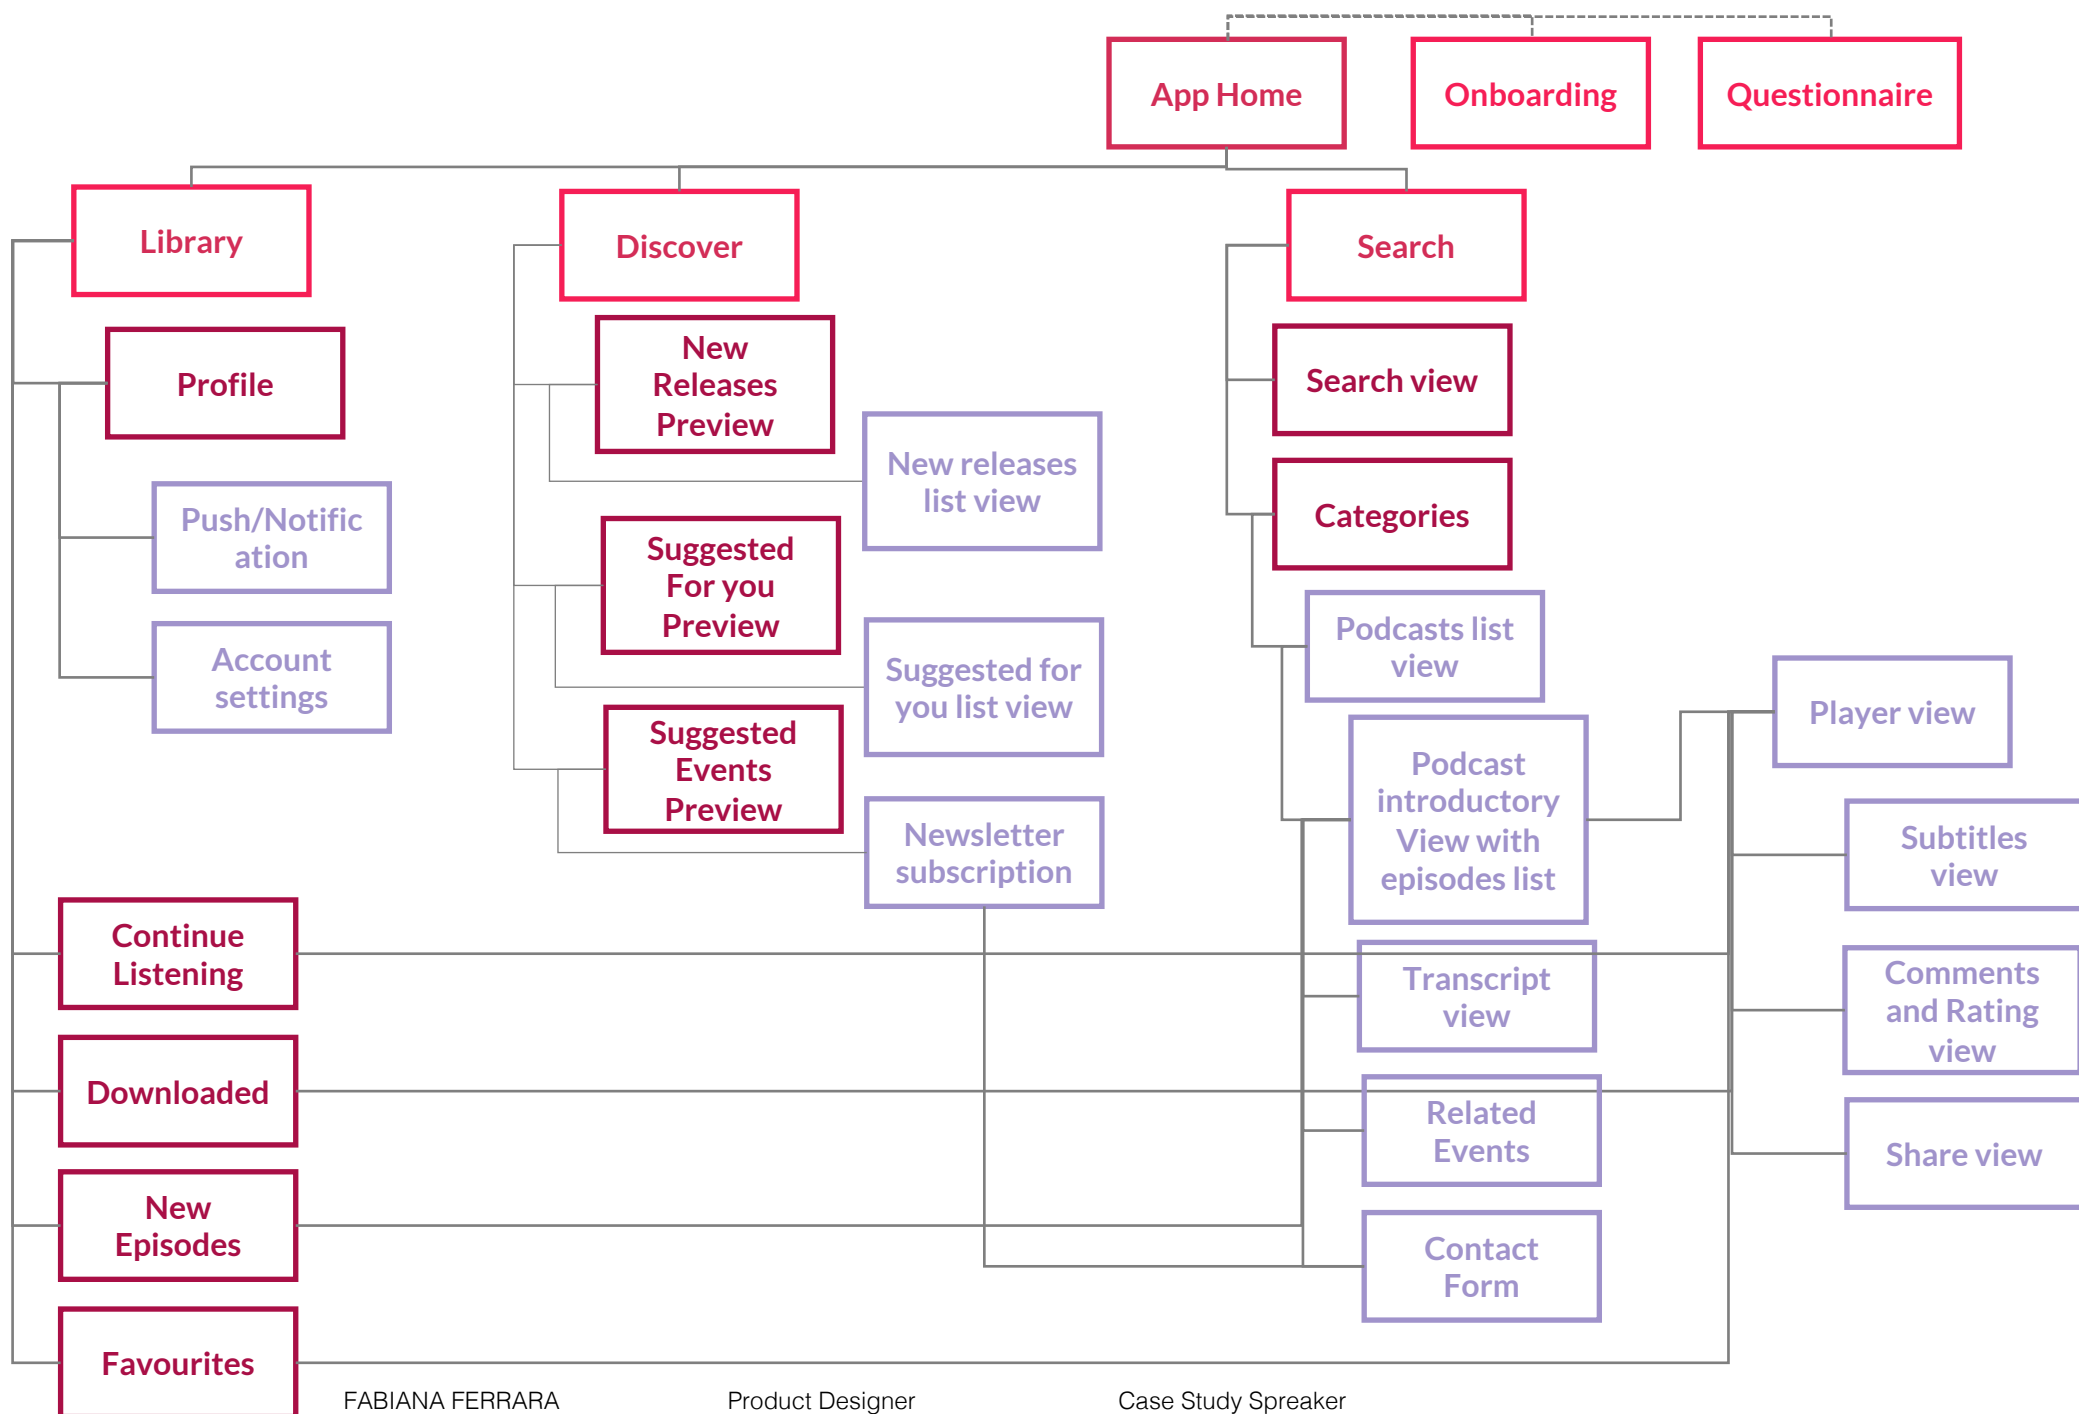 App Home
Onboarding
Questionnaire
Library
Discover
Search
Profile
New
Releases
Preview
Search view
New releases
list view
Categories
Push/Notific
ation
Suggested
For you
Preview
Podcasts list
view
Account
settings
Suggested for
you list view
Player view
Suggested
Events
Preview
Podcast
introductory
View with
episodes list
Newsletter
subscription
Subtitles
view
Continue
Listening
Transcript
view
Comments
and Rating
view
Downloaded
Related
Events
Share view
New
Episodes
Contact
Form
Favourites
FABIANA FERRARA
Product Designer
Case Study Spreaker